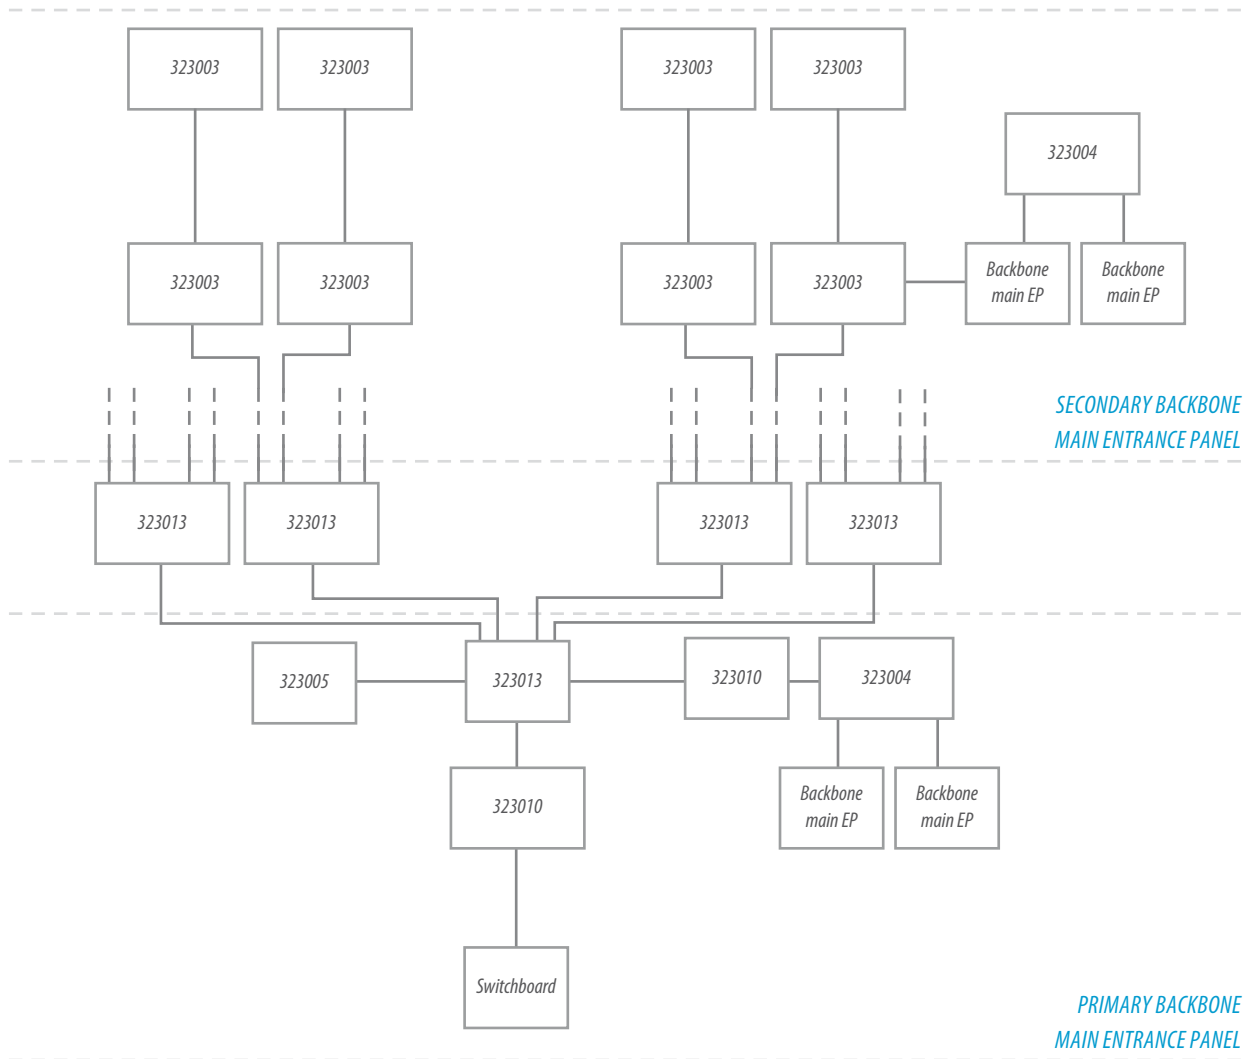 323003
323003
323003
323003
323004
323003
323003
323003
323003
Backbone
main EP
Backbone
main EP
SECONDARY BACKBONE
MAIN ENTRANCE PANEL
323013
323013
323013
323013
323005
323013
323010
323004
323010
Backbone
main EP
Backbone
main EP
Switchboard
PRIMARY BACKBONE
MAIN ENTRANCE PANEL